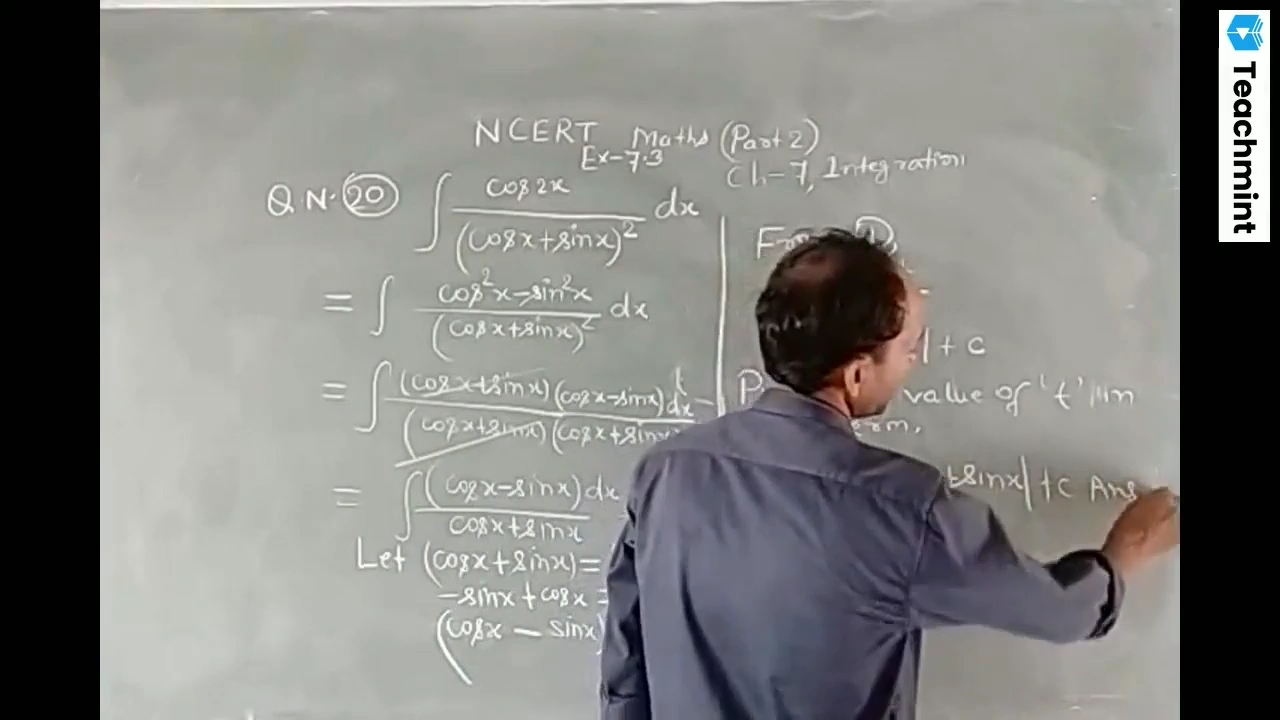 NCERT Maths (Part 2)
Ex-7.3
Ch-7, Integration
Q.N. 20 ∫ cos2x / (cosx+sinx)² dx
= ∫ cos²x-sin²x / (cosx+sinx)² dx
= ∫ (cosx+sinx)(cosx-sinx) dx / (cosx+sinx)(cosx+sinx)
= ∫ (cosx-sinx)dx / cosx+sinx
Let (cosx+sinx)=
-sinx+cosx =
(cosx - sinx)
| + c
value of 't' in
+sinx| +c Ans
Teachmint